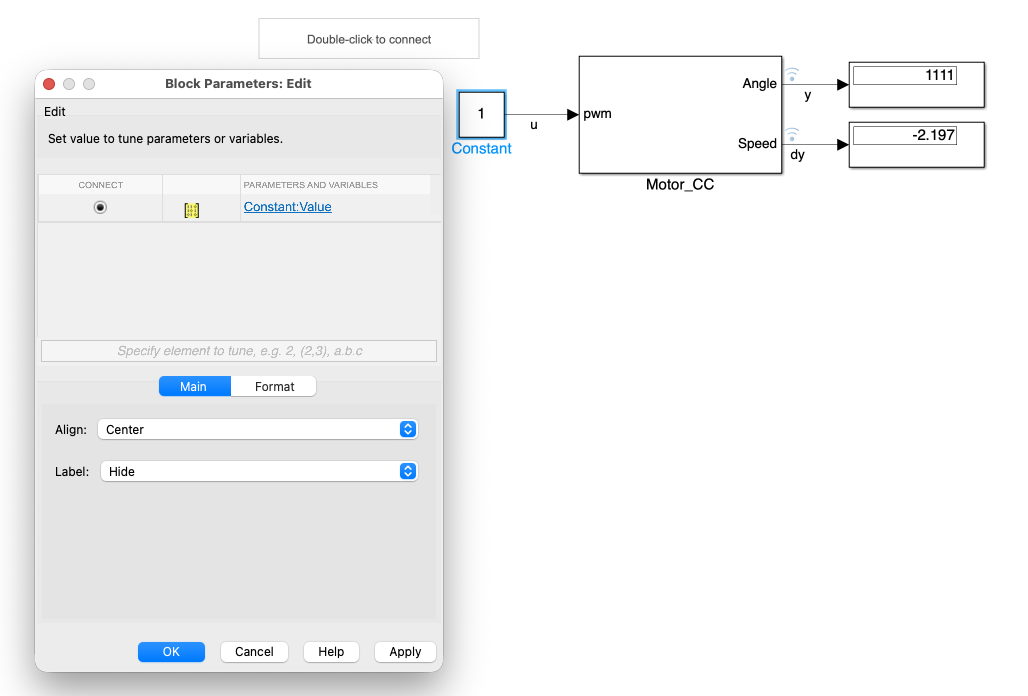 Double-click to connect
Block Parameters: Edit
Edit
Set value to tune parameters or variables.
CONNECT
PARAMETERS AND VARIABLES
Constant:Value
Specify element to tune, e.g. 2, (2,3), a.b.c
Main
Format
Align:
Center
Label:
Hide
OK
Cancel
Help
Apply
1
Constant
u
pwm
Angle
Speed
Motor_CC
y
dy
1111
-2.197